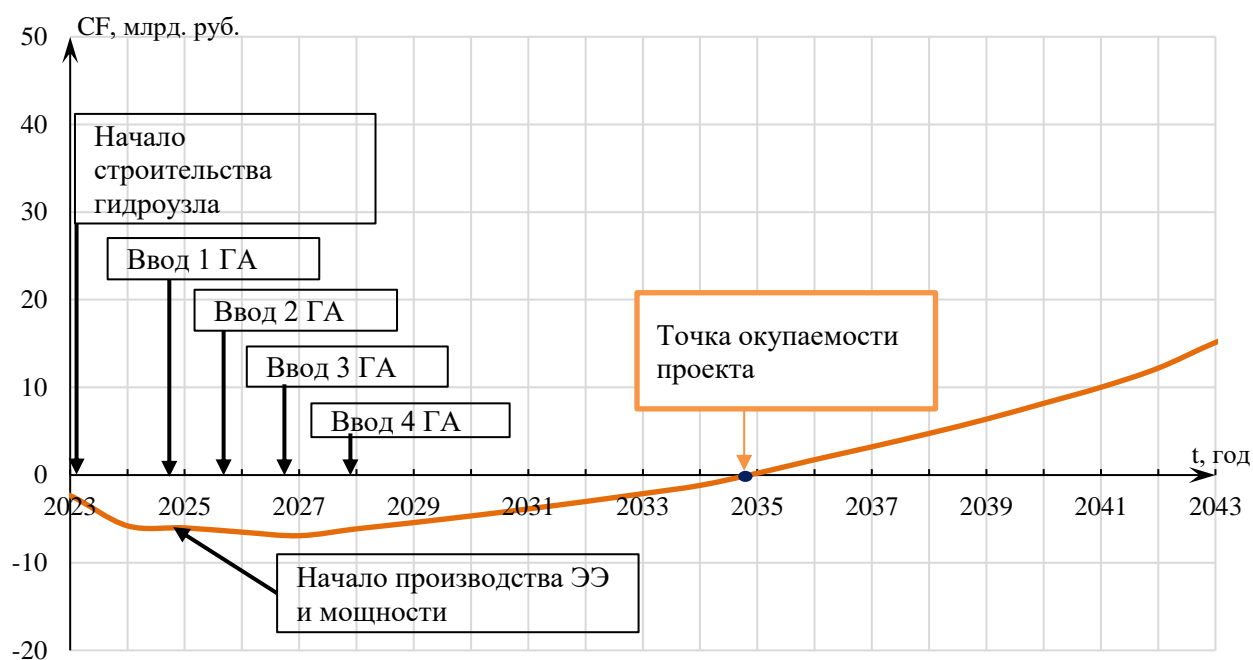 CF, млрд. руб.
50
40
30
20
10
0
-10
-20
Начало
строительства
гидроузла
Ввод 1 ГА
Ввод 2 ГА
Ввод 3 ГА
Ввод 4 ГА
Точка окупаемости
проекта
t, год
2023 2025 2027 2029 2031 2033 2035 2037 2039 2041 2043
Начало производства ЭЭ
и мощности